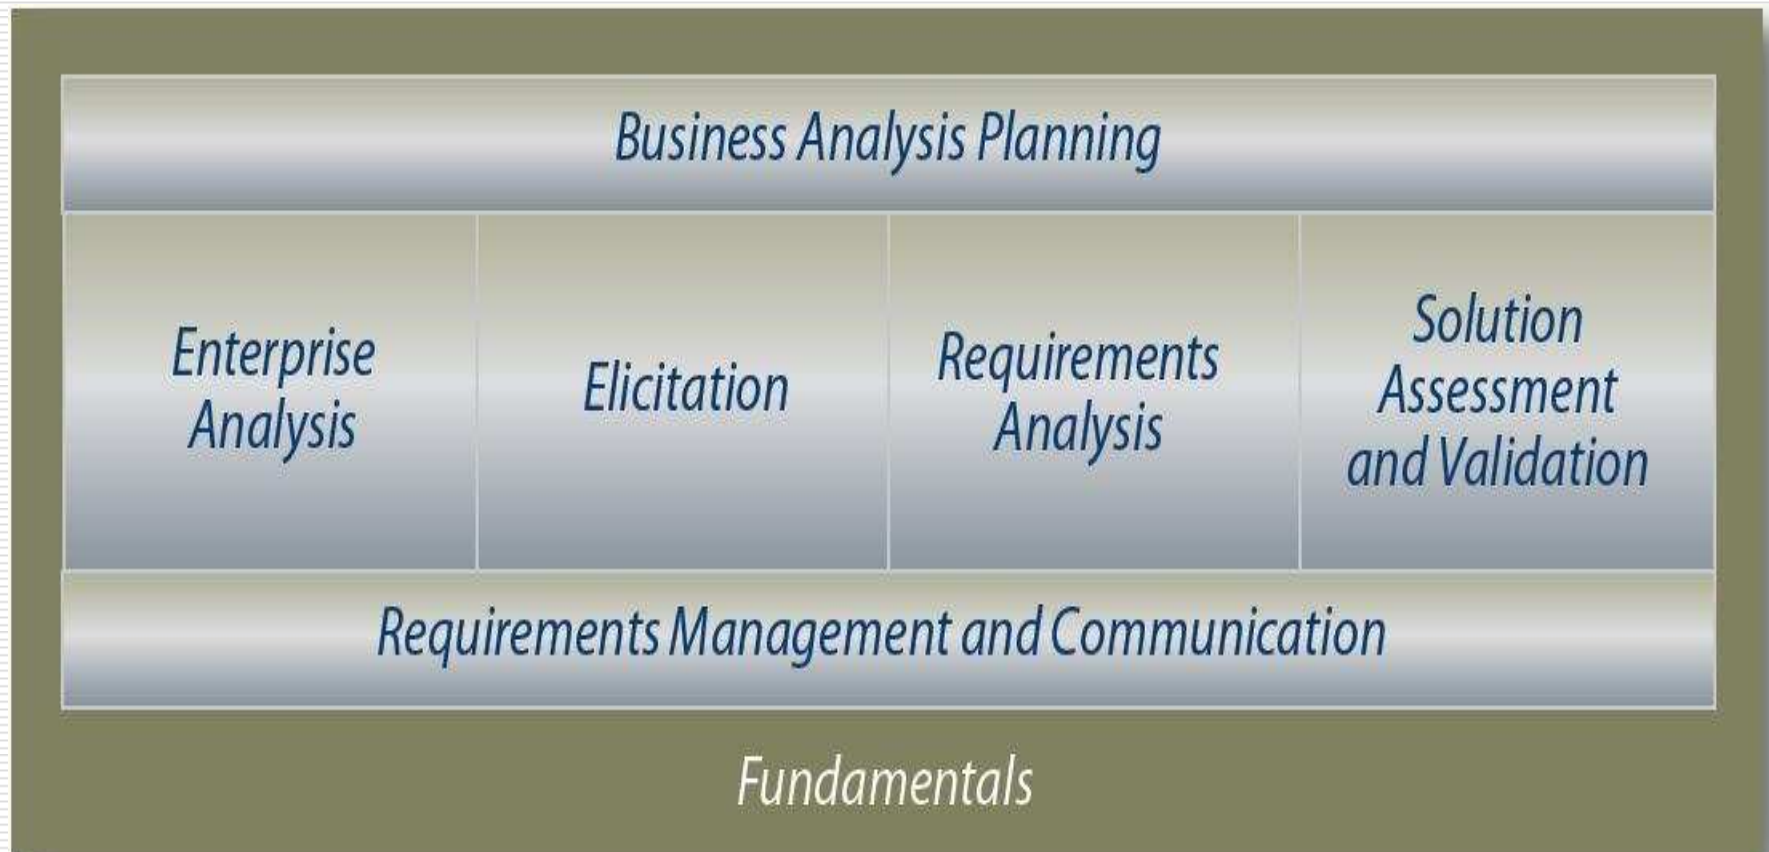 Business Analysis Planning
Enterprise
Analysis
Elicitation
Requirements
Analysis
Solution
Assessment
and Validation
Requirements Management and Communication
Fundamentals